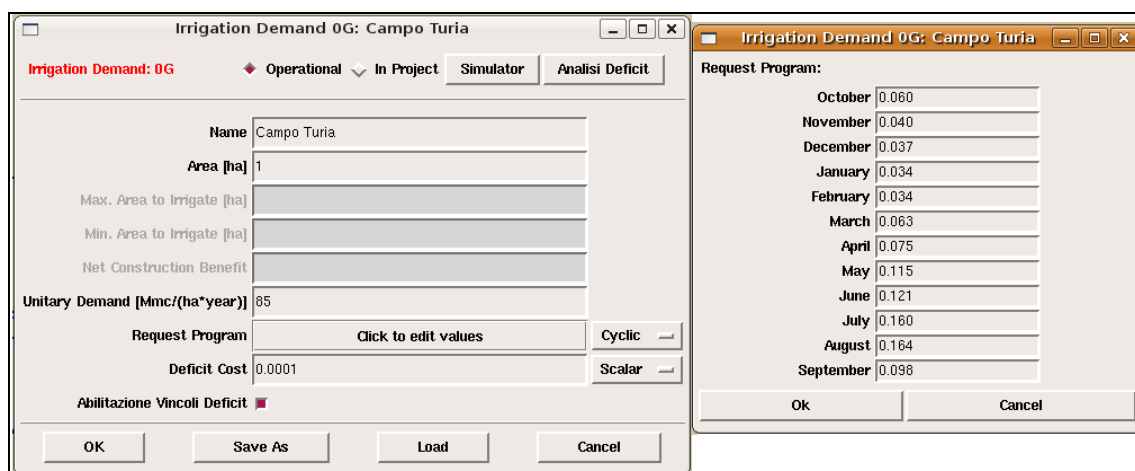 Irrigation Demand 0G: Campo Turia
Irrigation Demand: 0G Operational In Project Simulator Analisi Deficit
Name Campo Turia
Area [ha] 1
Max. Area to Irrigate [ha]
Min. Area to Irrigate [ha]
Net Construction Benefit
Unitary Demand [Mmc/(ha*year)] 85
Request Program Click to edit values Cyclic
Deficit Cost 0.0001 Scalar
Abilitazione Vincoli Deficit
OK Save As Load Cancel
Irrigation Demand 0G: Campo Turia
Request Program:
October 0.060
November 0.040
December 0.037
January 0.034
February 0.034
March 0.063
April 0.075
May 0.115
June 0.121
July 0.160
August 0.164
September 0.098
Ok Cancel